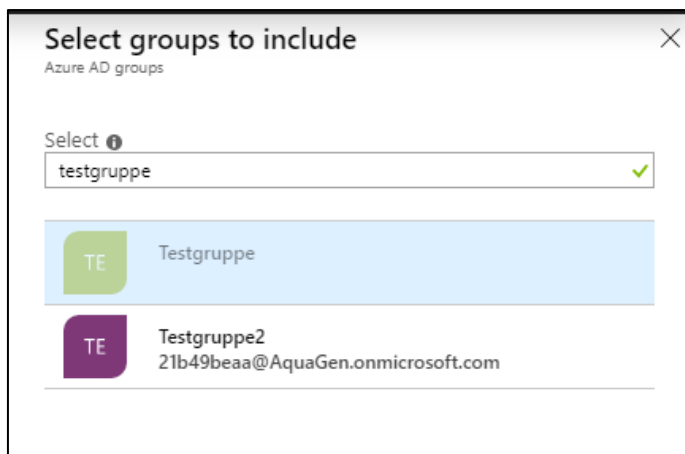 Select groups to include
Azure AD groups
Select
testgruppe
TE
Testgruppe
TE
Testgruppe2
21b49beaa@AquaGen.onmicrosoft.com